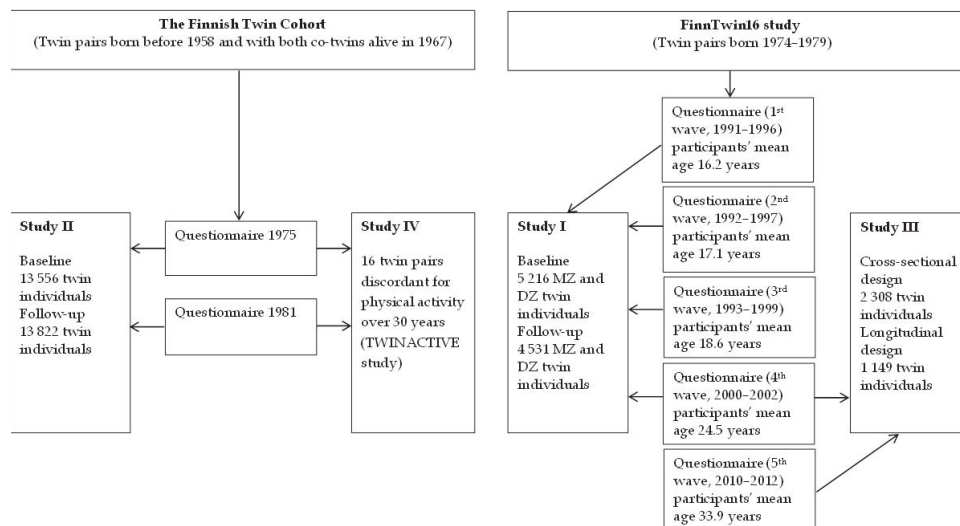 The Finnish Twin Cohort
(Twin pairs born before 1958 and with both co-twins alive in 1967)
Study II
Baseline
13 556 twin
individuals
Follow-up
13 822 twin
individuals
Questionnaire 1975
Questionnaire 1981
Study IV
16 twin pairs
discordant for
physical activity
over 30 years
(TWINACTIVE
study)
FinnTwin16 study
(Twin pairs born 1974–1979)
Questionnaire (1st
wave, 1991–1996)
participants' mean
age 16.2 years
Study I
Baseline
5 216 MZ and
DZ twin
individuals
Follow-up
4 531 MZ and
DZ twin
individuals
Questionnaire (2nd
wave, 1992–1997)
participants' mean
age 17.1 years
Questionnaire (3rd
wave, 1993–1999)
participants' mean
age 18.6 years
Questionnaire (4th
wave, 2000–2002)
participants' mean
age 24.5 years
Questionnaire (5th
wave, 2010–2012)
participants' mean
age 33.9 years
Study III
Cross-sectional
design
2 308 twin
individuals
Longitudinal
design
1 149 twin
individuals